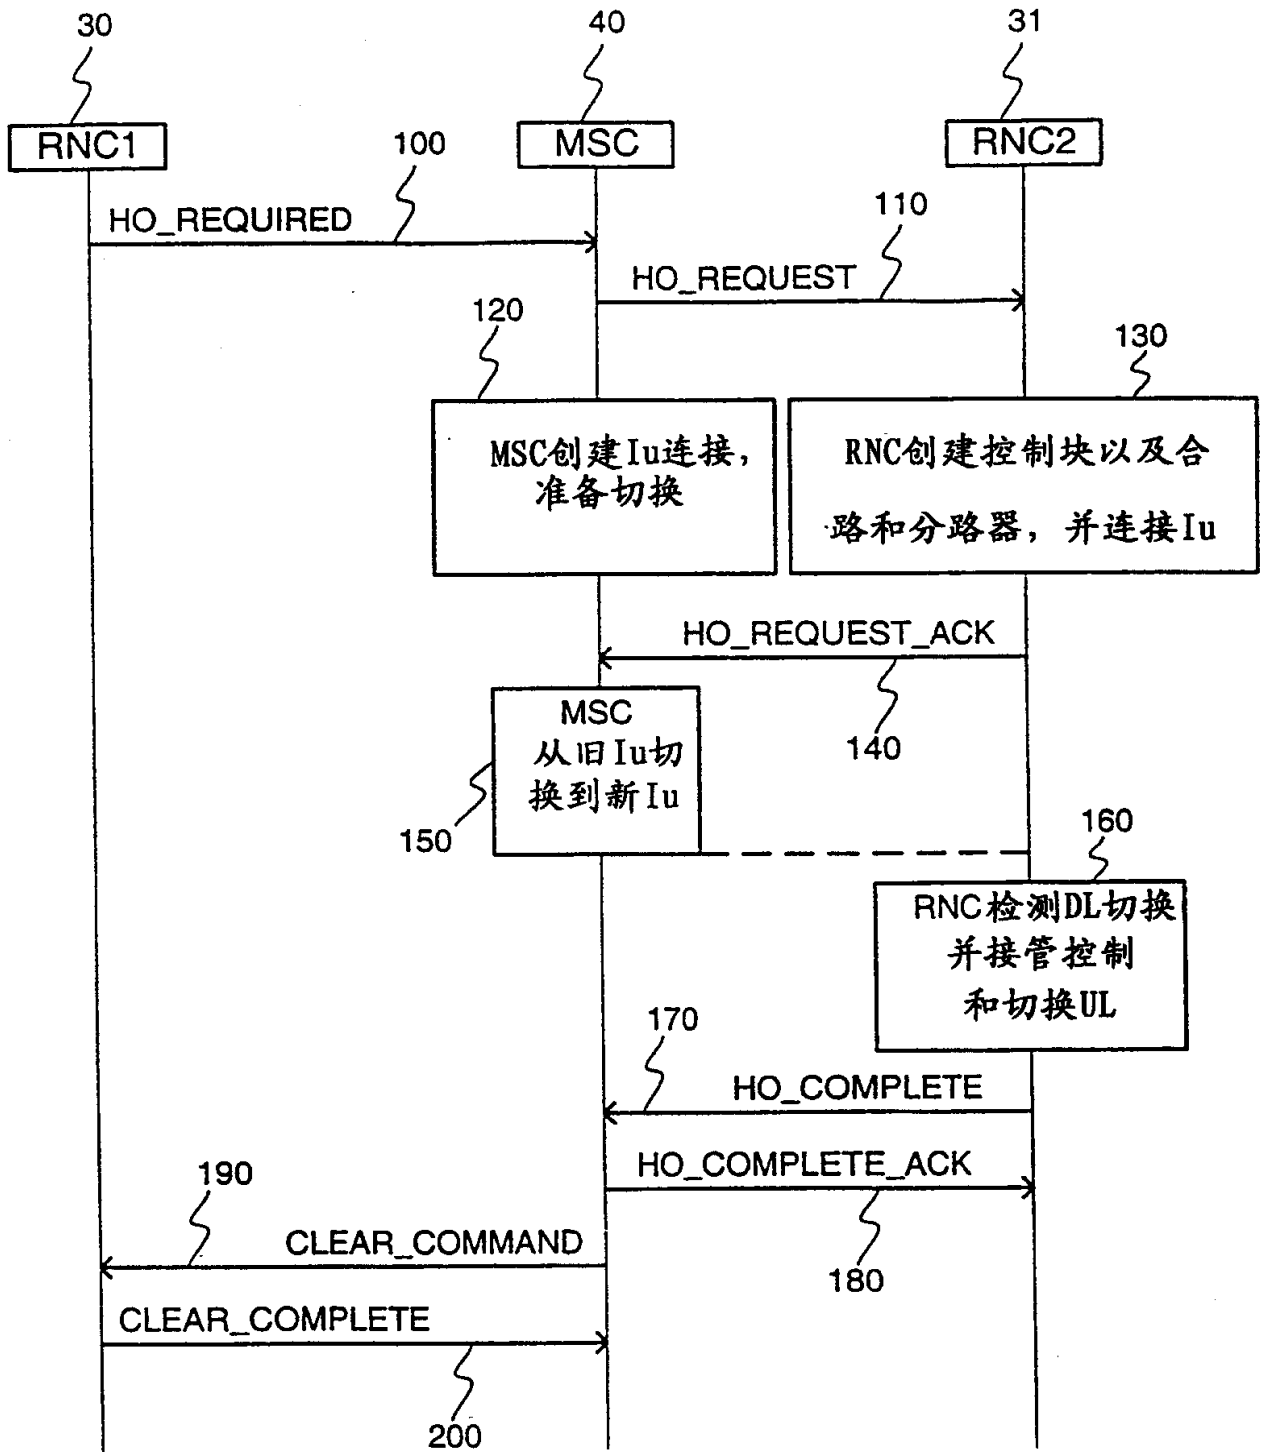 30
40
31
RNC1
MSC
RNC2
100
HO_REQUIRED
110
HO_REQUEST
120
130
MSC创建Iu连接，
准备切换
RNC创建控制块以及合
路和分路器，并连接Iu
HO_REQUEST_ACK
140
MSC
从旧Iu切
换到新Iu
150
160
RNC检测DL切换
并接管控制
和切换UL
170
HO_COMPLETE
HO_COMPLETE_ACK
180
190
CLEAR_COMMAND
CLEAR_COMPLETE
200